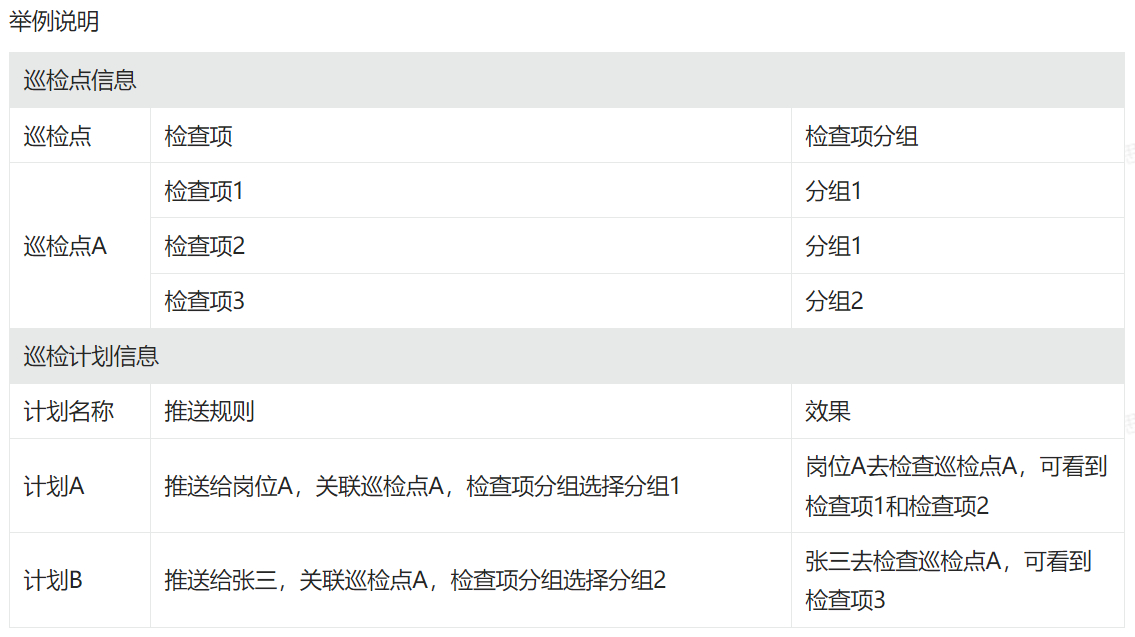 举例说明
巡检点信息
巡检点 检查项 检查项分组
巡检点A
检查项1 分组1
检查项2 分组1
检查项3 分组2
巡检计划信息
计划名称 推送规则 效果
计划A 推送给岗位A，关联巡检点A，检查项分组选择分组1 岗位A去检查巡检点A，可看到
检查项1和检查项2
计划B 推送给张三，关联巡检点A，检查项分组选择分组2 张三去检查巡检点A，可看到
检查项3